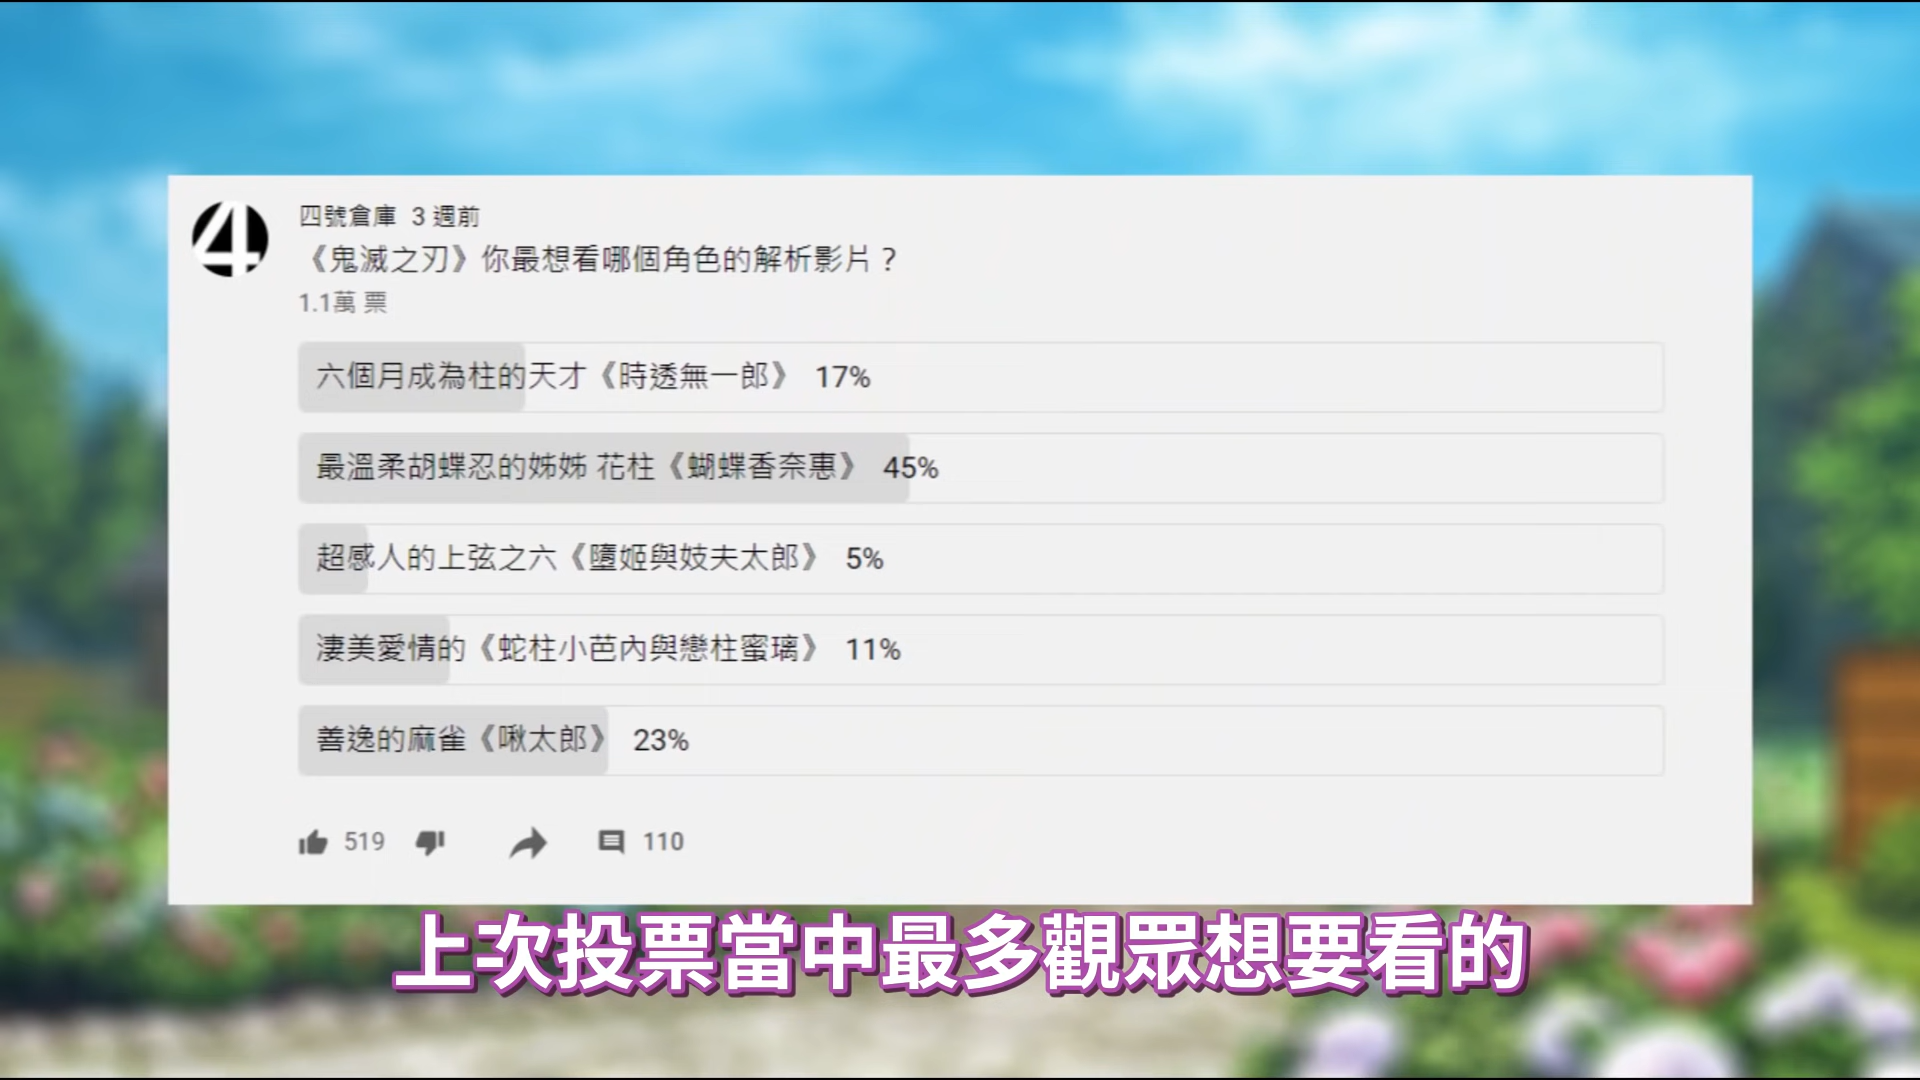 4
四號倉庫 3 週前
《鬼滅之刃》你最想看哪個角色的解析影片？
1.1萬 票
六個月成為柱的天才《時透無一郎》 17%
最溫柔胡蝶忍的姊姊 花柱《蝴蝶香奈惠》 45%
超感人的上弦之六《墮姬與妓夫太郎》 5%
淒美愛情的《蛇柱小芭內與戀柱蜜璃》 11%
善逸的麻雀《啾太郎》 23%
519 110
上次投票當中最多觀眾想要看的